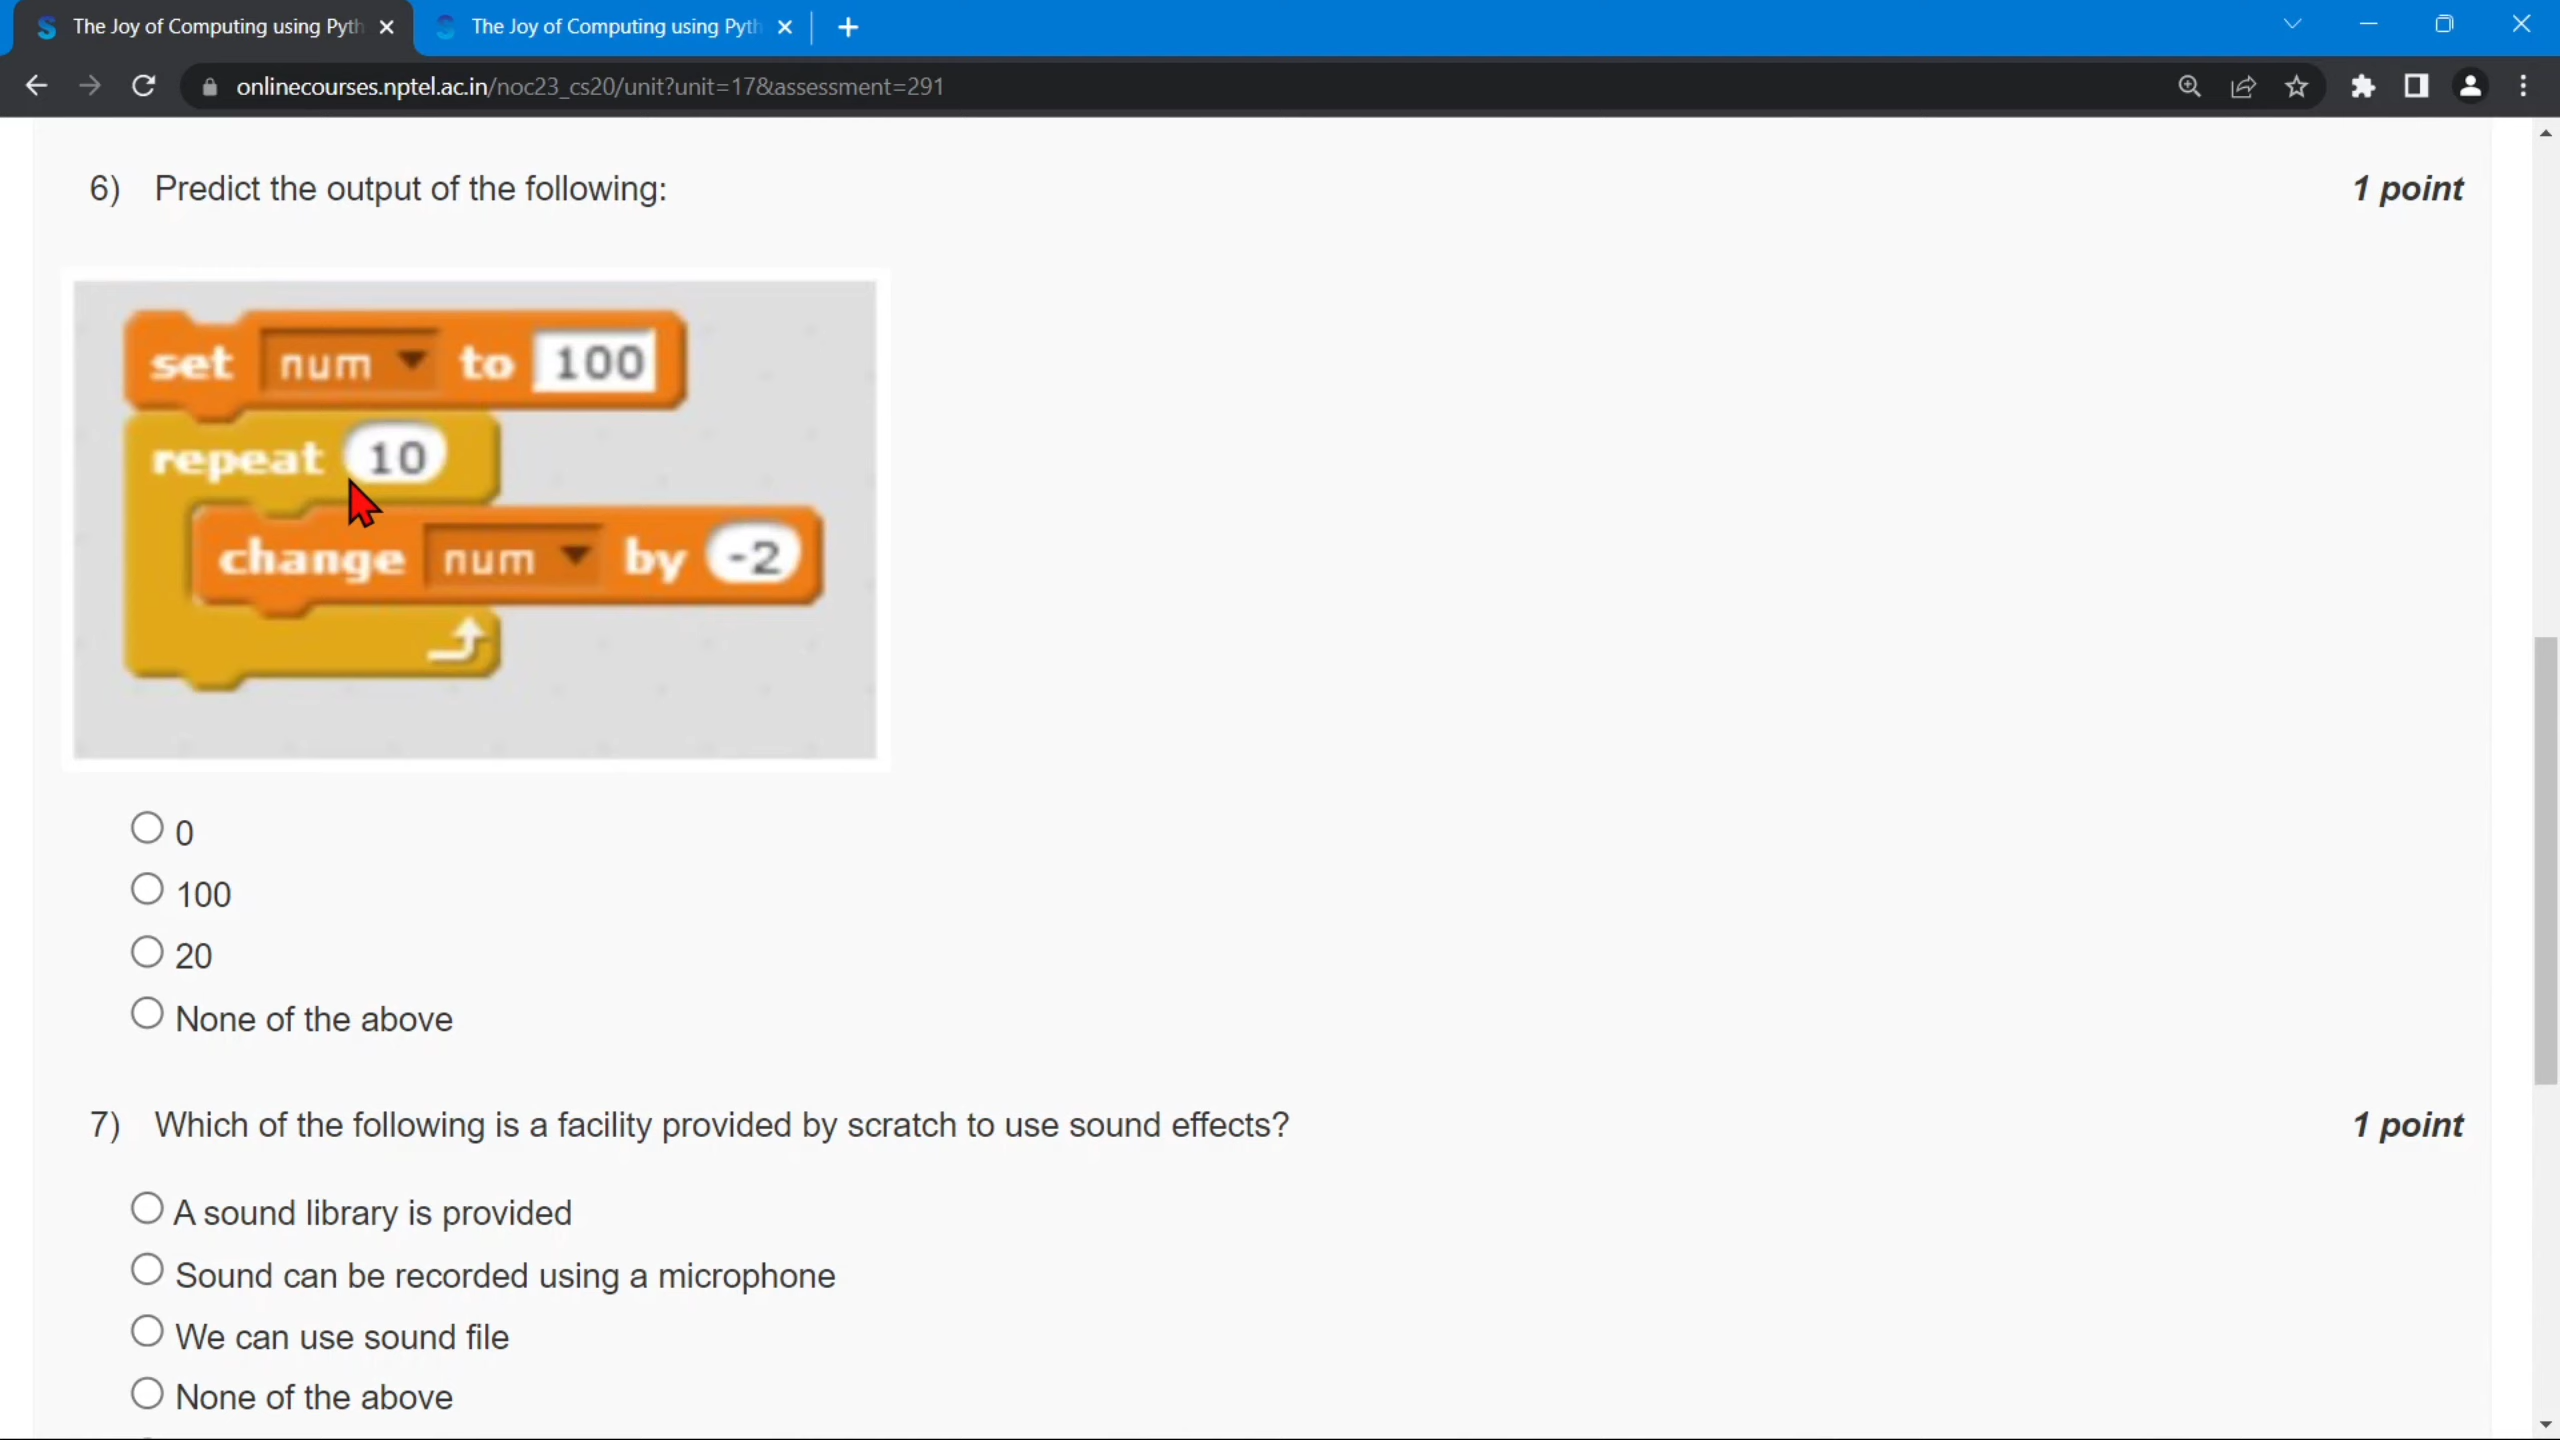 The Joy of Computing using Pyth
The Joy of Computing using Pyth
onlinecourses.nptel.ac.in/noc23_cs20/unit?unit=17&assessment=291
6) Predict the output of the following: 1 point
set num to 100
repeat 10
change num by -2
0
100
20
None of the above
7) Which of the following is a facility provided by scratch to use sound effects? 1 point
A sound library is provided
Sound can be recorded using a microphone
We can use sound file
None of the above